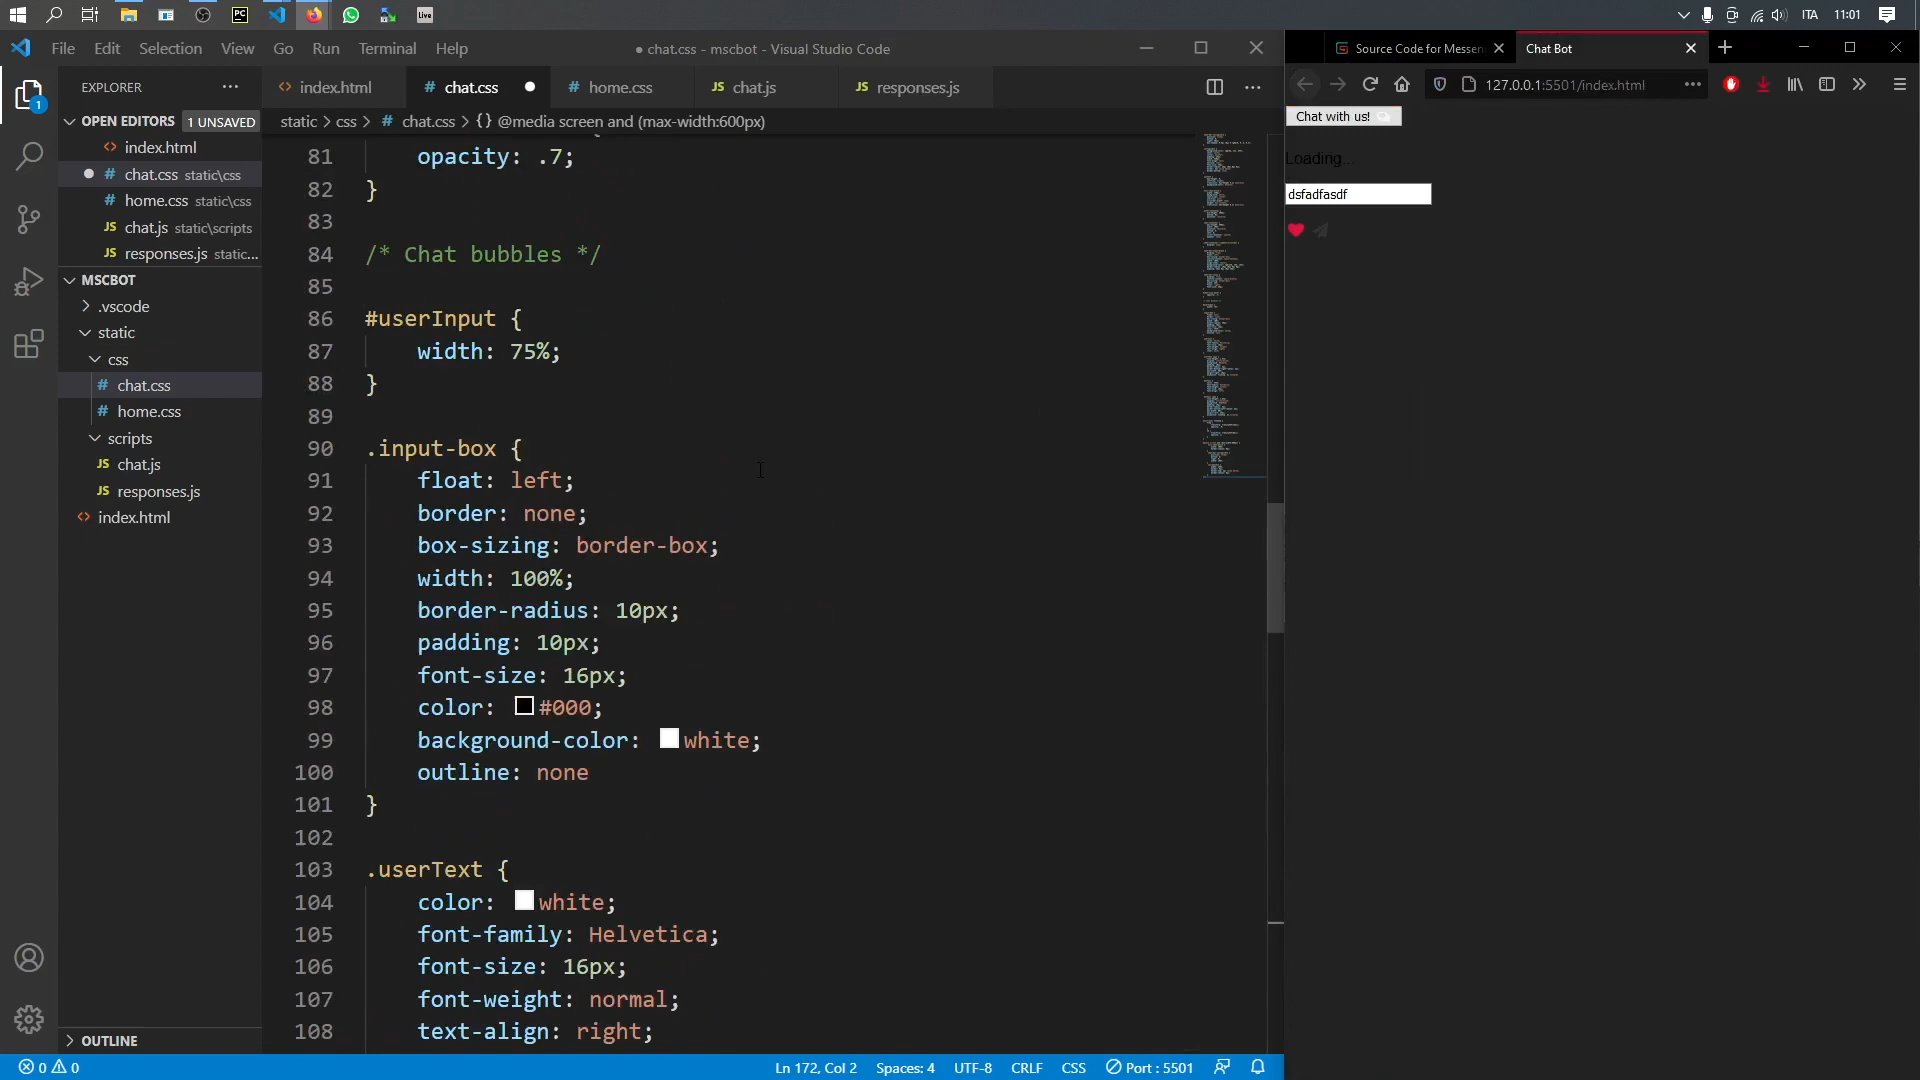 PC
Live
ITA
11:01
File Edit Selection View Go Run Terminal Help
● chat.css - mscbot - Visual Studio Code
Source Code for Messen
Chat Bot
EXPLORER
index.html
# chat.css
# home.css
JS chat.js
JS responses.js
127.0.0.1:5501/index.html
OPEN EDITORS 1 UNSAVED
static > css > # chat.css > {} @media screen and (max-width:600px)
Chat with us!
Loading...
dsfadfasdf
index.html
# chat.css static\css
# home.css static\css
JS chat.js static\scripts
JS responses.js static...
MSCBOT
.vscode
static
css
# chat.css
# home.css
scripts
JS chat.js
JS responses.js
index.html
OUTLINE
1
81 opacity: .7;
82 }
83
84 /* Chat bubbles */
85
86 #userInput {
87 width: 75%;
88 }
89
90 .input-box {
91 float: left;
92 border: none;
93 box-sizing: border-box;
94 width: 100%;
95 border-radius: 10px;
96 padding: 10px;
97 font-size: 16px;
98 color: #000;
99 background-color: white;
100 outline: none
101 }
102
103 .userText {
104 color: white;
105 font-family: Helvetica;
106 font-size: 16px;
107 font-weight: normal;
108 text-align: right;
0 0
Ln 172, Col 2 Spaces: 4 UTF-8 CRLF CSS Port : 5501